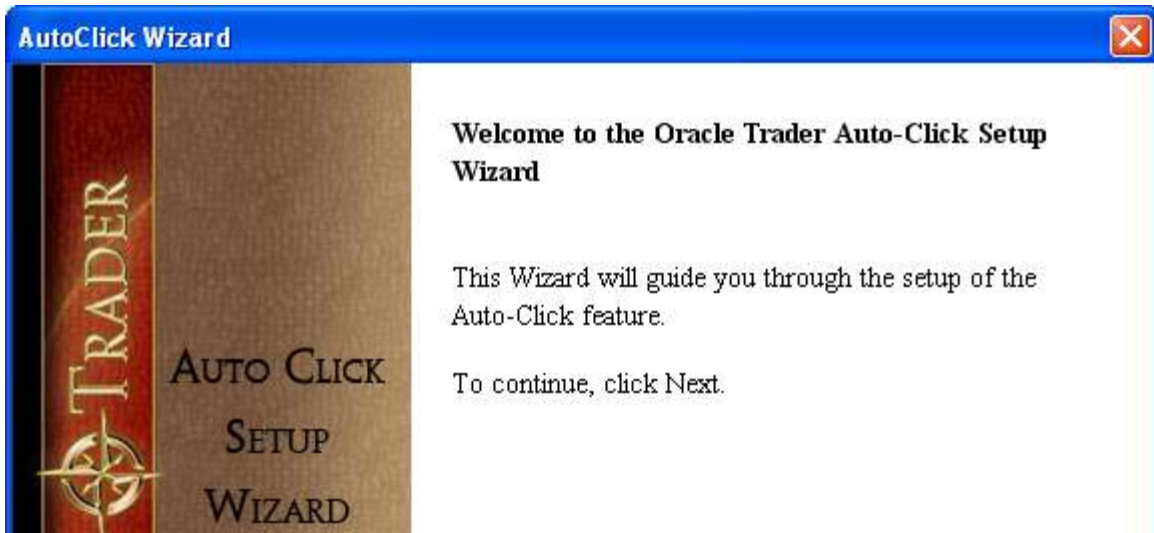 AutoClick Wizard
TRADER
AUTO CLICK
SETUP
WIZARD
Welcome to the Oracle Trader Auto-Click Setup
Wizard
This Wizard will guide you through the setup of the
Auto-Click feature.
To continue, click Next.